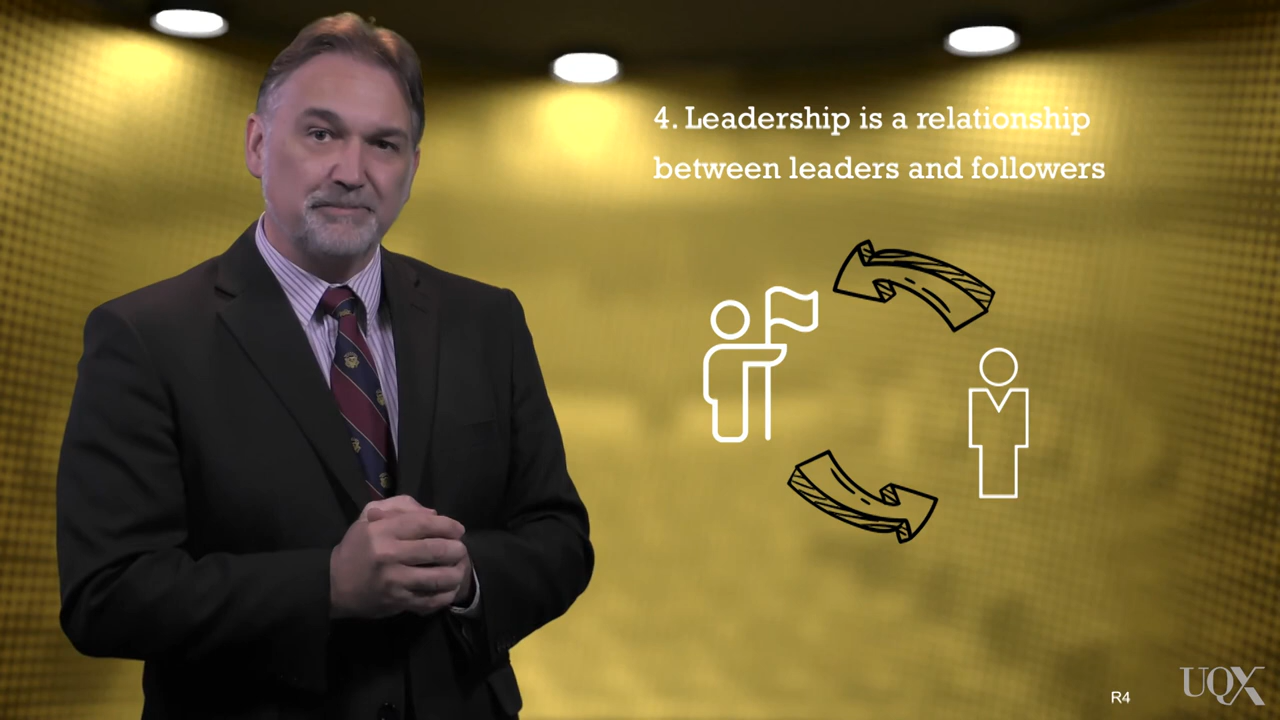 4. Leadership is a relationship
between leaders and followers
R4
UQX